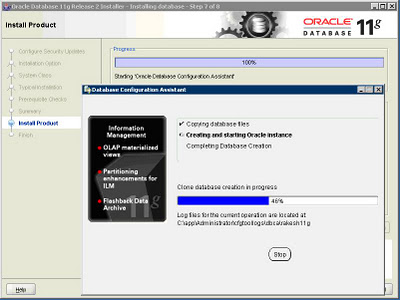 Oracle Database 11g Release 2 Installer - Installing database - Step 7 of 8
Install Product
ORACLE
DATABASE 11g
Configure Security Updates
Installation Option
System Class
Typical Installation
Prerequisite Checks
Summary
Install Product
Finish
Progress
100%
Starting 'Oracle Database Configuration Assistant'
Database Configuration Assistant
Information
Management
OLAP materialized
views
Partitioning
enhancements for
ILM
Flashback Data
Archive
11g
Copying database files
Creating and starting Oracle instance
Completing Database Creation
Clone database creation in progress
46%
Log files for the current operation are located at
C:\app\Administrator\cfgtoollogs\dbca\rakesh11g
Stop
Help